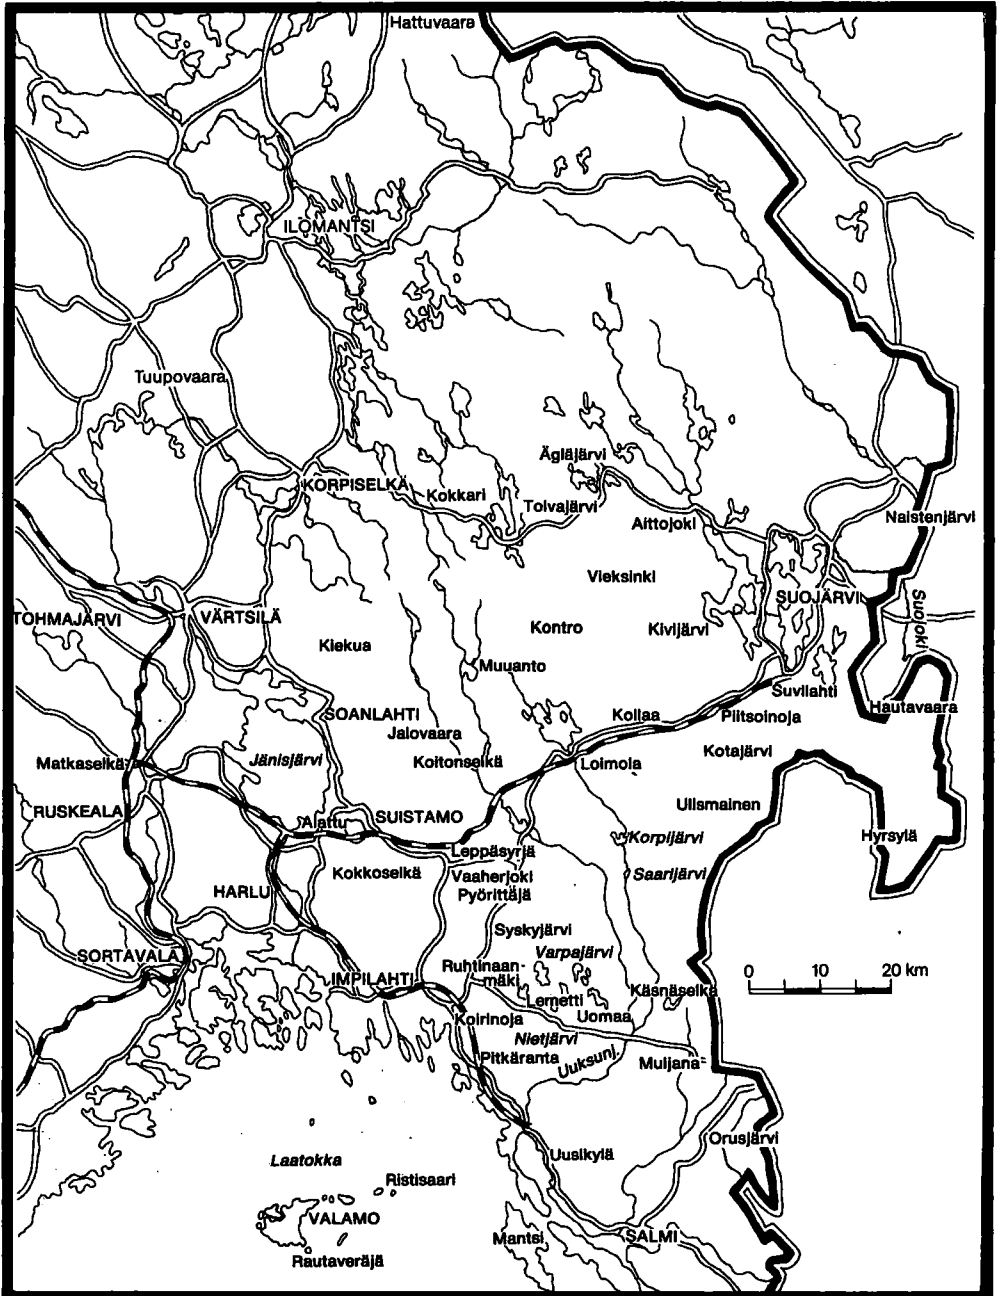 Hattuvaara
ILOMANTSI
Tuupovaara
Ägläjärvi
KORPISELKÄ
Kokkari
Tolvajärvi
Aittojoki
Naistenjärvi
Vieksinki
SUOJÄRVI
Suojoki
TOHMAJÄRVI
VÄRTSILÄ
Kontro
Kivijärvi
Kiekua
Muuanto
Suvilahti
Hautavaara
SOANLAHTI
Kollaa
Piitsoinoja
Jalovaara
Matkaselkä
Jänisjärvi
Koitonselkä
Loimola
Kotajärvi
Ulismainen
RUSKEALA
Alattu
SUISTAMO
Korpijärvi
Hyrsylä
Leppäsyrjä
Kokkoselkä
Vaaherjoki
Saarijärvi
HARLU
Pyörittäjä
Syskyjärvi
SORTAVALA
Varpajärvi
IMPILAHTI
Ruhtinaan-
mäki
0 10 20 km
Lemetti
Käsnäselkä
Koirinoja
Uomaa
Nietjärvi
Pitkäranta
Uuksunj.
Muijana
Orusjärvi
Uusikylä
Laatokka
Ristisaari
VALAMO
Mantsi
SALMI
Rautaveräjä